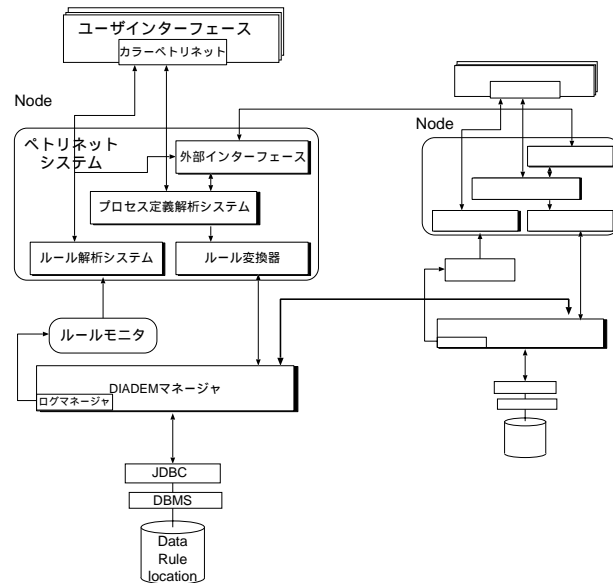 ユーザインターフェース
カラーペトリネット
Node
ペトリネット
システム
外部インターフェース
プロセス定義解析システム
ルール解析システム
ルール変換器
ルールモニタ
DIADEMマネージャ
ログマネージャ
JDBC
DBMS
Data
Rule
location
Node